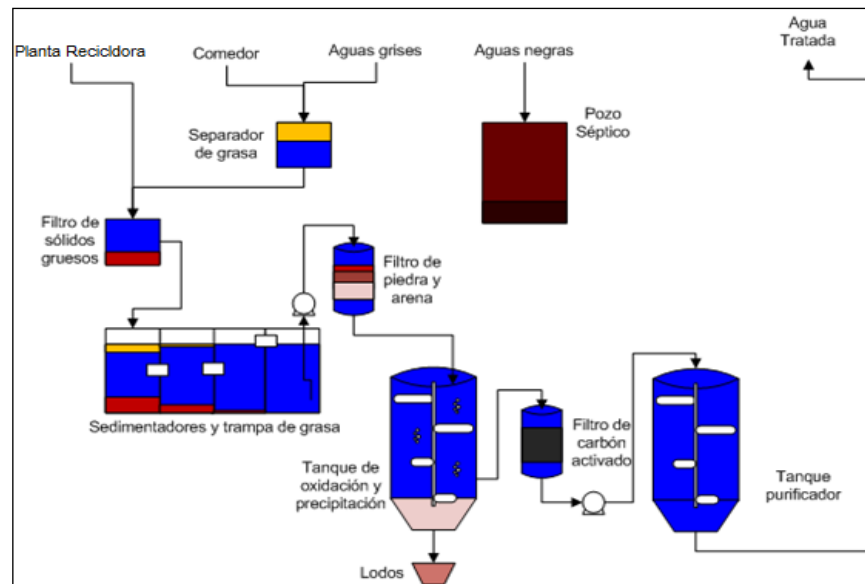 Planta Recicldora
Comedor
Aguas grises
Aguas negras
Agua
Tratada
Separador
de grasa
Pozo
Séptico
Filtro de
sólidos
gruesos
Filtro de
piedra y
arena
Sedimentadores y trampa de grasa
Tanque de
oxidación y
precipitación
Filtro de
carbón
activado
Tanque
purificador
Lodos